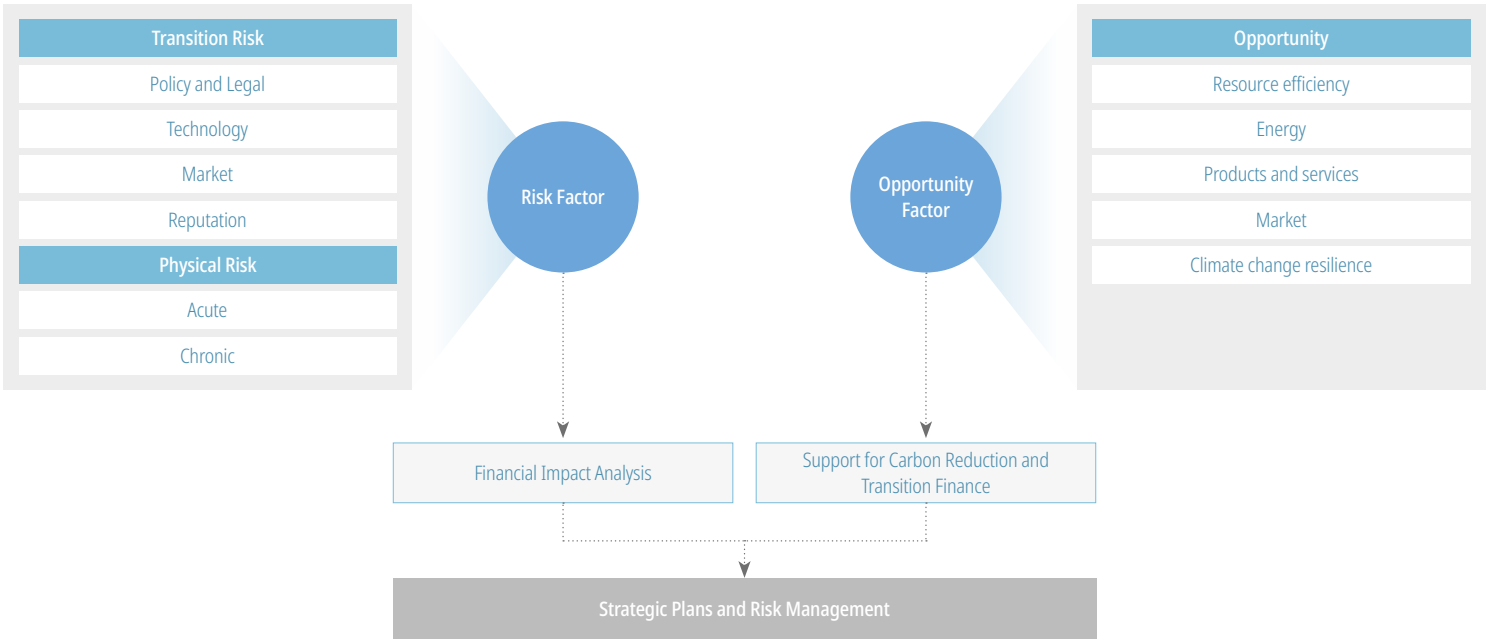 Transition Risk
Policy and Legal
Technology
Market
Reputation
Physical Risk
Acute
Chronic
Risk Factor
Opportunity
Factor
Opportunity
Resource efficiency
Energy
Products and services
Market
Climate change resilience
Financial Impact Analysis
Support for Carbon Reduction and
Transition Finance
Strategic Plans and Risk Management